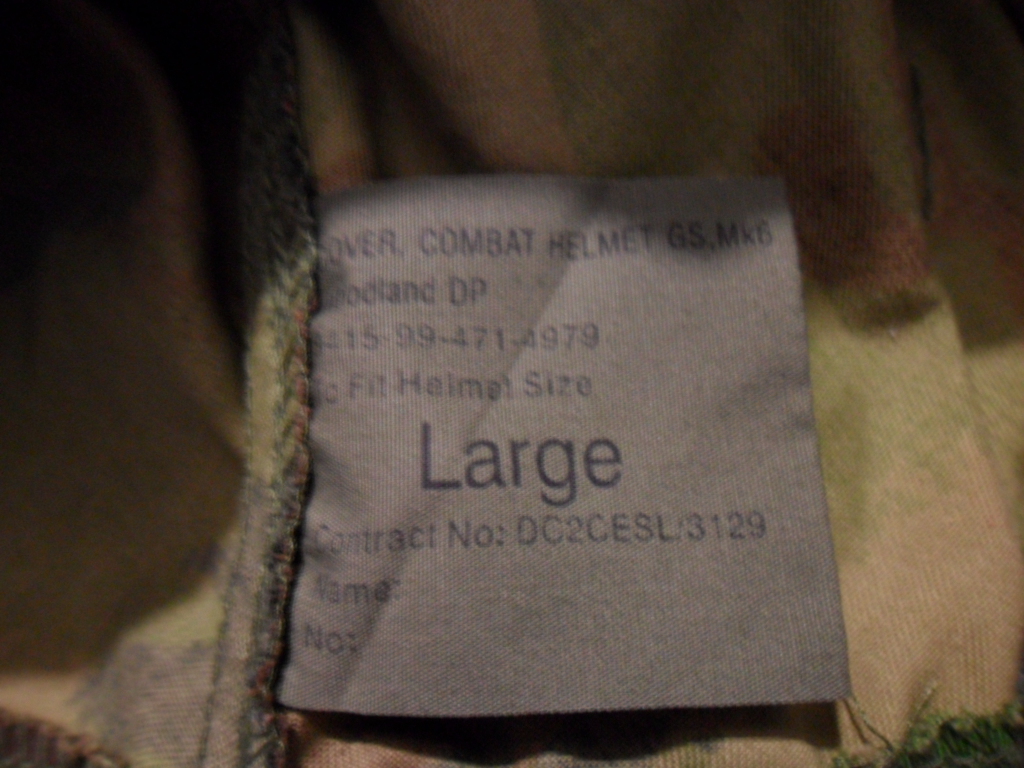 OVER, COMBAT HELMET GS,Mk6
oodland DP
415-99-471-4979
o Fit Helmet Size
Large
Contract No: DC2CESL/3129
Name:
No: